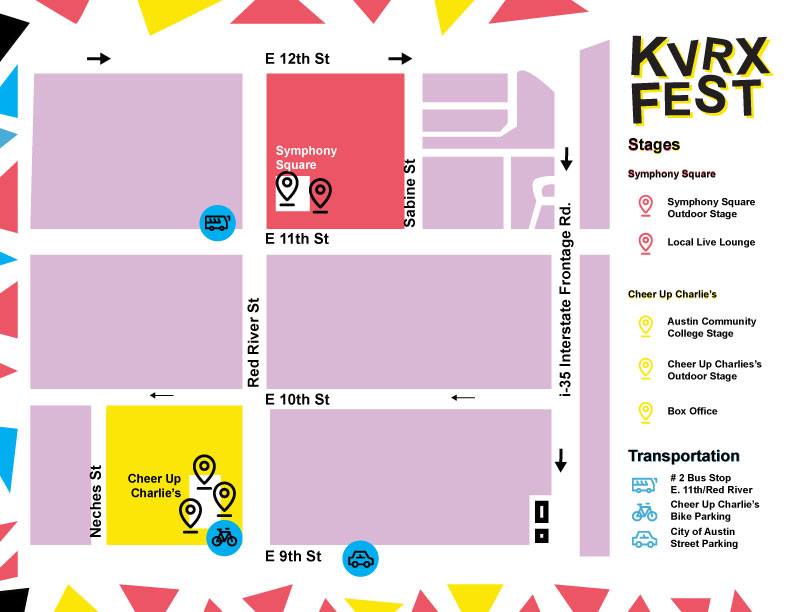 KVRX
FEST
E 12th St
Symphony
Square
Sabine St
E 11th St
Red River St
i-35 Interstate Frontage Rd.
E 10th St
Neches St
Cheer Up
Charlie's
E 9th St
Stages
Symphony Square
Symphony Square
Outdoor Stage
Local Live Lounge
Cheer Up Charlie's
Austin Community
College Stage
Cheer Up Charlies's
Outdoor Stage
Box Office
Transportation
# 2 Bus Stop
E. 11th/Red River
Cheer Up Charlie's
Bike Parking
City of Austin
Street Parking